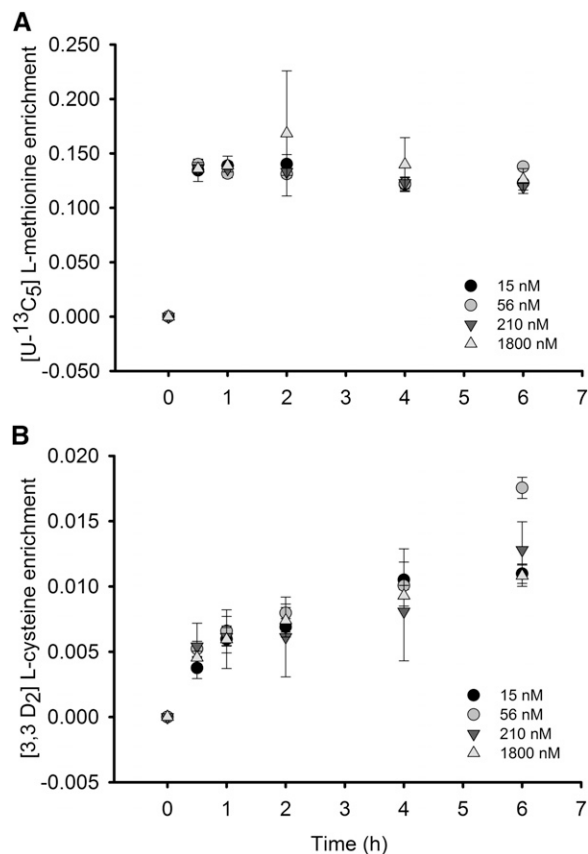 A
[U-¹³C₅] L-methionine enrichment
0.250
0.200
0.150
0.100
0.050
0.000
-0.050
0 1 2 3 4 5 6 7
15 nM
56 nM
210 nM
1800 nM
B
[3,3 D₂] L-cysteine enrichment
0.020
0.015
0.010
0.005
0.000
-0.005
0 1 2 3 4 5 6 7
15 nM
56 nM
210 nM
1800 nM
Time (h)